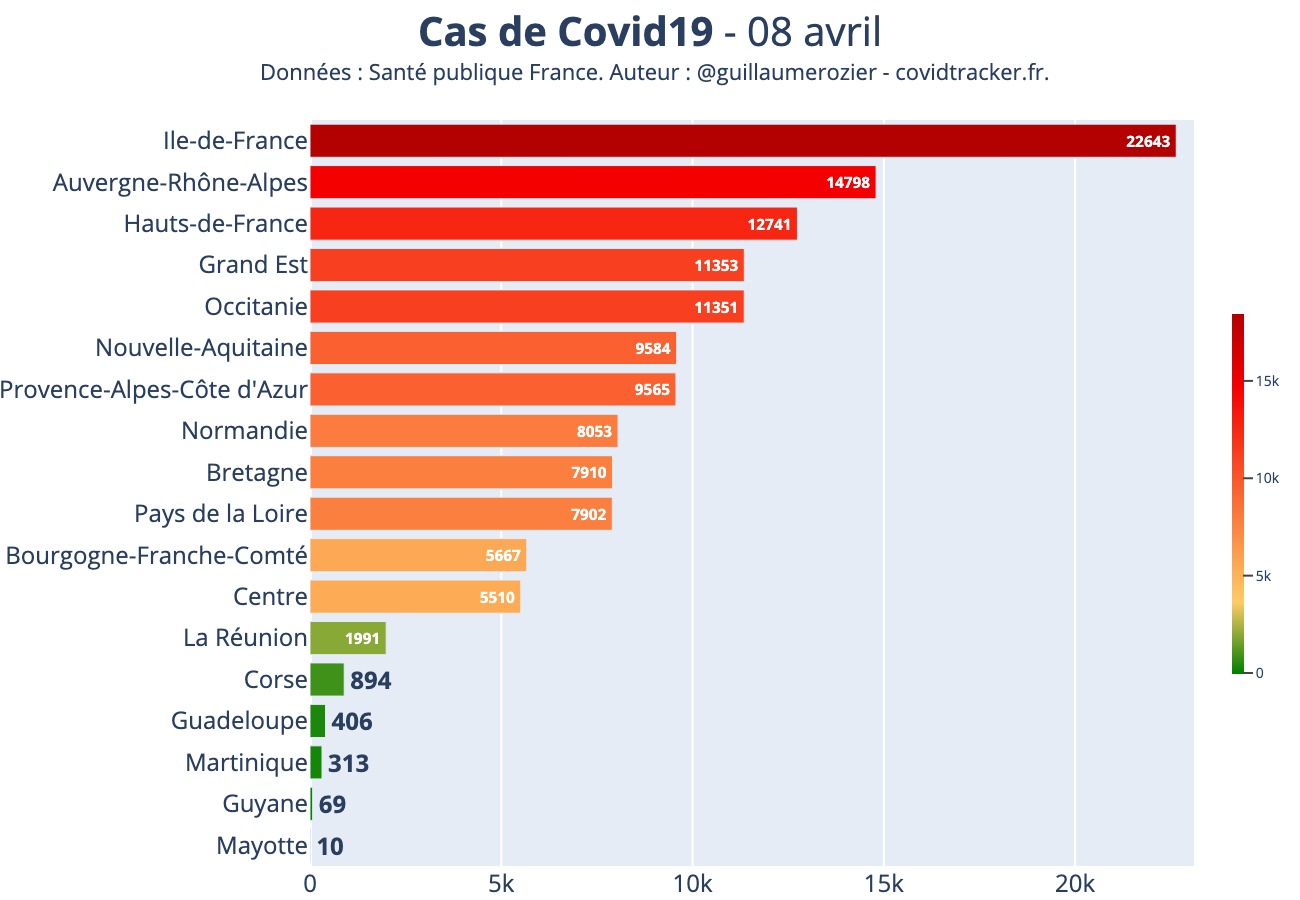 Cas de Covid19 - 08 avril
Données : Santé publique France. Auteur : @guillaumerozier - covidtracker.fr.
Ile-de-France 22643
Auvergne-Rhône-Alpes 14798
Hauts-de-France 12741
Grand Est 11353
Occitanie 11351
Nouvelle-Aquitaine 9584
Provence-Alpes-Côte d'Azur 9565
Normandie 8053
Bretagne 7910
Pays de la Loire 7902
Bourgogne-Franche-Comté 5667
Centre 5510
La Réunion 1991
Corse 894
Guadeloupe 406
Martinique 313
Guyane 69
Mayotte 10
0 5k 10k 15k 20k
15k
10k
5k
0